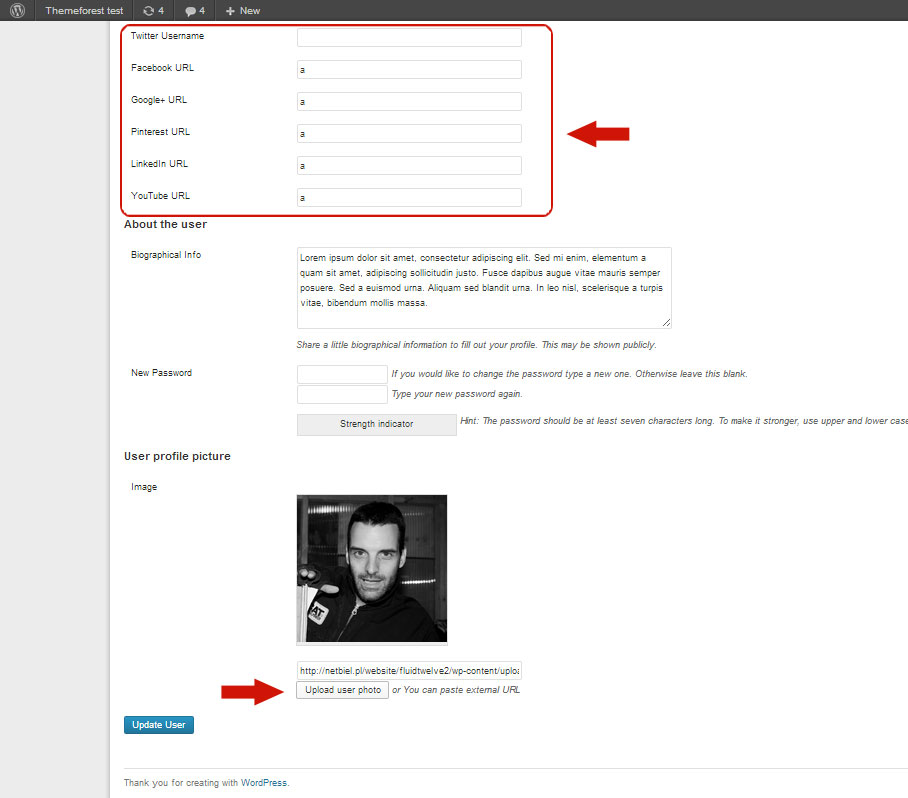 Themeforest test 4 4 + New
Twitter Username
Facebook URL a
Google+ URL a
Pinterest URL a
LinkedIn URL a
YouTube URL a
About the user
Biographical Info
Lorem ipsum dolor sit amet, consectetur adipiscing elit. Sed mi enim, elementum a
quam sit amet, adipiscing sollicitudin justo. Fusce dapibus augue vitae mauris semper
posuere. Sed a euismod urna. Aliquam sed blandit urna. In leo nisl, scelerisque a turpis
vitae, bibendum mollis massa.
Share a little biographical information to fill out your profile. This may be shown publicly.
New Password
If you would like to change the password type a new one. Otherwise leave this blank.
Type your new password again.
Strength indicator Hint: The password should be at least seven characters long. To make it stronger, use upper and lower case
User profile picture
Image
AT
http://netbiel.pl/website/fluidtwelve2/wp-content/uploa
Upload user photo or You can paste external URL
Update User
Thank you for creating with WordPress.